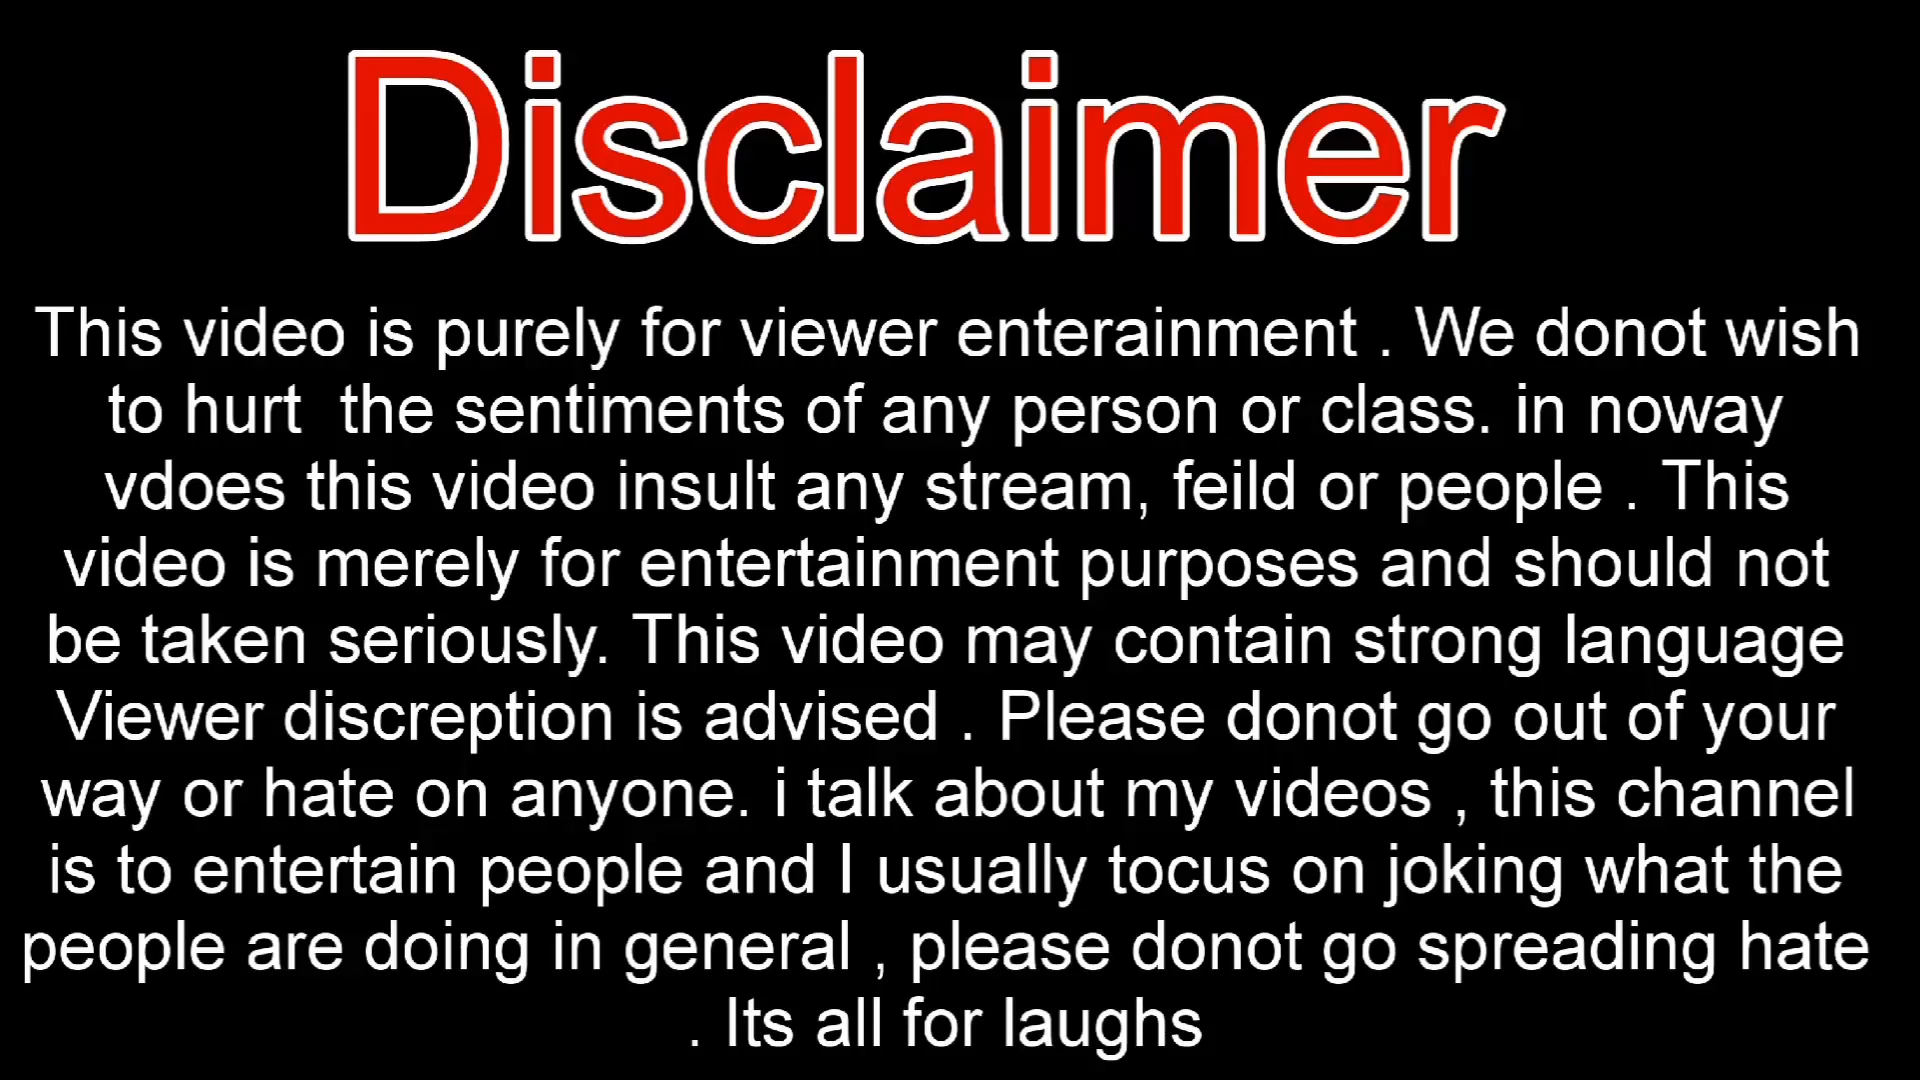 Disclaimer
This video is purely for viewer enterainment . We donot wish
to hurt  the sentiments of any person or class. in noway
vdoes this video insult any stream, feild or people . This
video is merely for entertainment purposes and should not
be taken seriously. This video may contain strong language
Viewer discreption is advised . Please donot go out of your
way or hate on anyone. i talk about my videos , this channel
is to entertain people and I usually tocus on joking what the
people are doing in general , please donot go spreading hate
. Its all for laughs